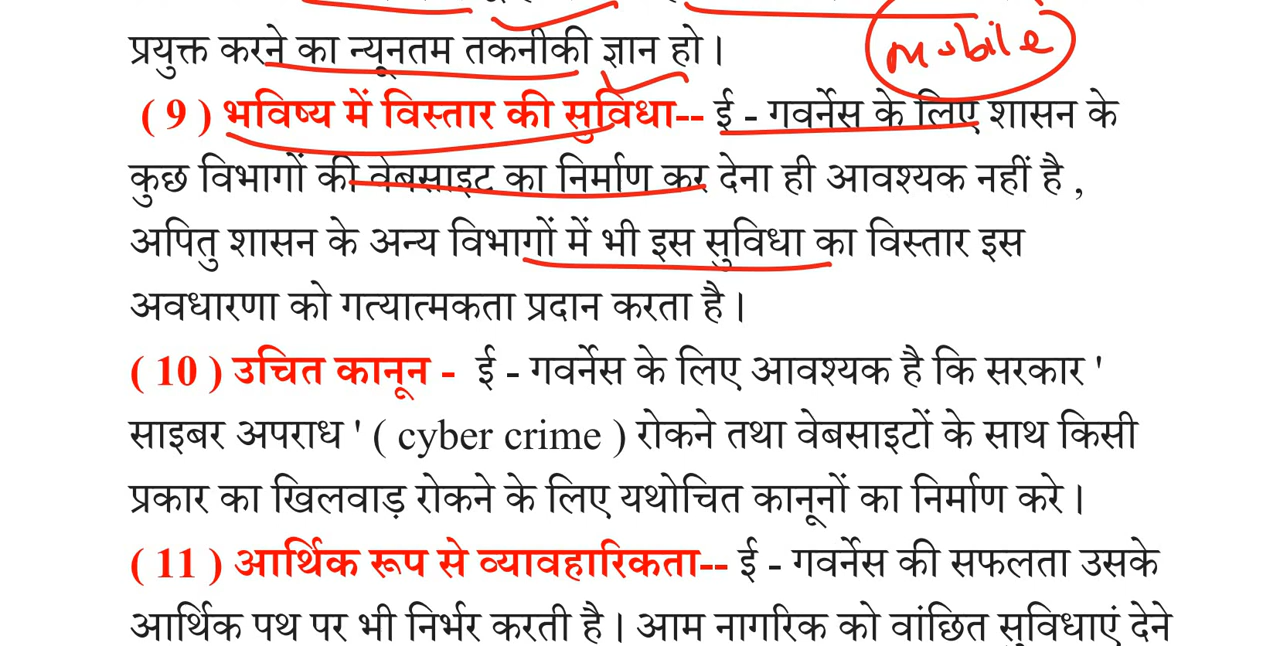 प्रयुक्त करने का न्यूनतम तकनीकी ज्ञान हो।
mobile
( 9 ) भविष्य में विस्तार की सुविधा-- ई - गवर्नेस के लिए शासन के
कुछ विभागों की वेबसाइट का निर्माण कर देना ही आवश्यक नहीं है ,
अपितु शासन के अन्य विभागों में भी इस सुविधा का विस्तार इस
अवधारणा को गत्यात्मकता प्रदान करता है।
( 10 ) उचित कानून - ई - गवर्नेस के लिए आवश्यक है कि सरकार '
साइबर अपराध ' ( cyber crime ) रोकने तथा वेबसाइटों के साथ किसी
प्रकार का खिलवाड़ रोकने के लिए यथोचित कानूनों का निर्माण करे।
( 11 ) आर्थिक रूप से व्यावहारिकता-- ई - गवर्नेस की सफलता उसके
आर्थिक पथ पर भी निर्भर करती है। आम नागरिक को वांछित सुविधाएं देने